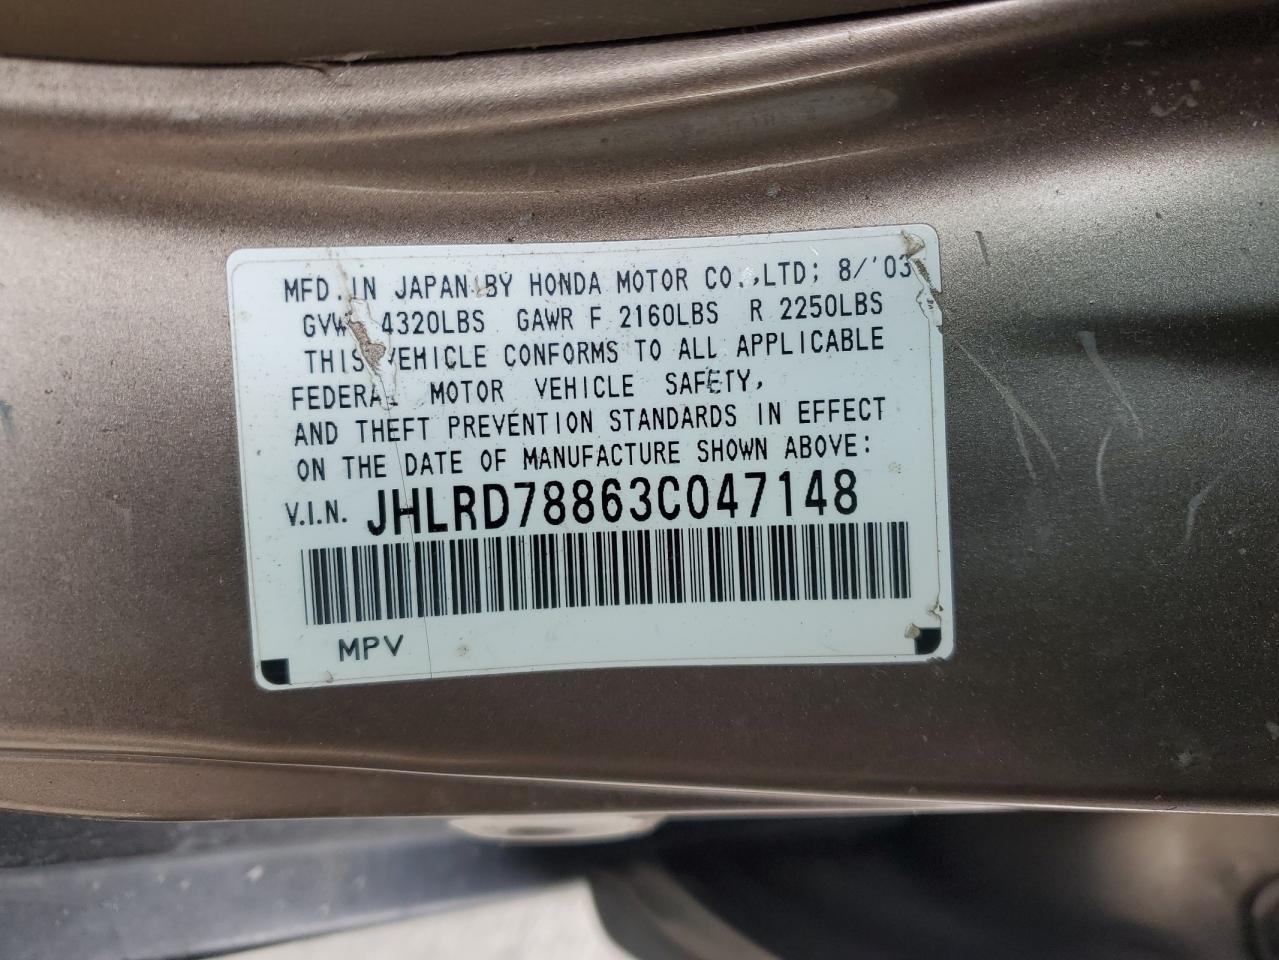 MFD. IN JAPAN BY HONDA MOTOR CO.,LTD; 8/'03
4320LBS GAWR F 2160LBS R 2250LBS
THIS VEHICLE CONFORMS TO ALL APPLICABLE
FEDERAL MOTOR VEHICLE SAFETY,
AND THEFT PREVENTION STANDARDS IN EFFECT
ON THE DATE OF MANUFACTURE SHOWN ABOVE:
V.I.N. JHLRD78863C047148
MPV